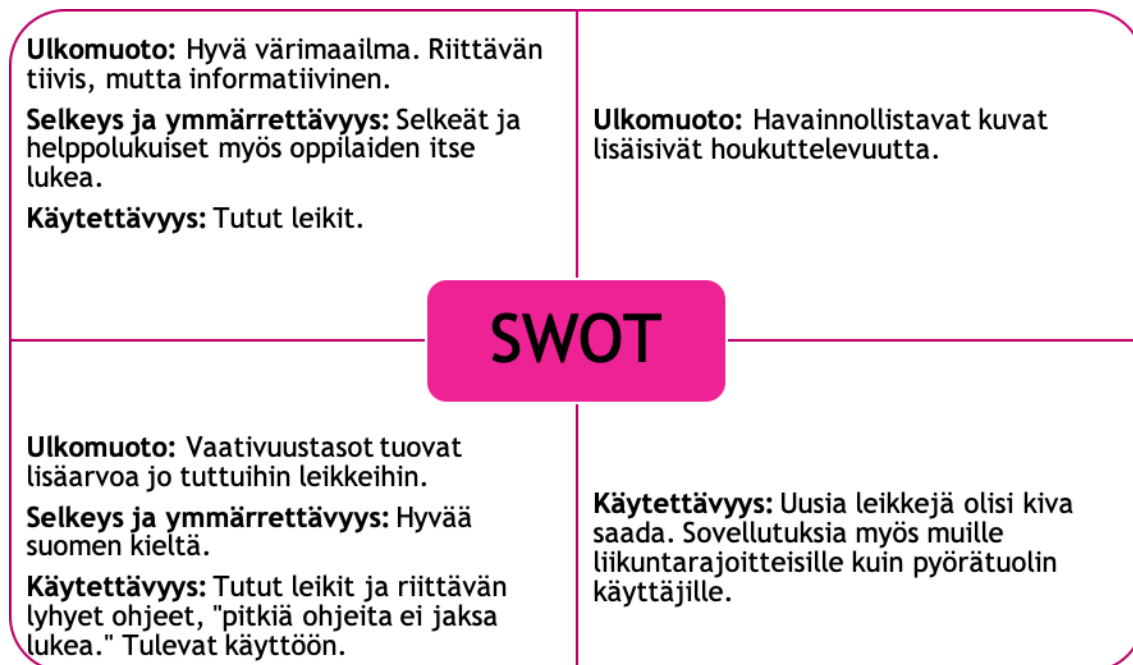 Ulkomuoto: Hyvä värimaailma. Riittävän
tiivis, mutta informatiivinen.
Selkeys ja ymmärrettävyys: Selkeät ja
helppolukuiset myös oppilaiden itse
lukea.
Käytettävyys: Tutut leikit.
Ulkomuoto: Havainnollistavat kuvat
lisäisivät houkuttelevuutta.
SWOT
Ulkomuoto: Vaativuustasot tuovat
lisäarvoa jo tuttuihin leikkeihin.
Selkeys ja ymmärrettävyys: Hyvää
suomen kieltä.
Käytettävyys: Tutut leikit ja riittävän
lyhyet ohjeet, "pitkiä ohjeita ei jaksa
lukea." Tulevat käyttöön.
Käytettävyys: Uusia leikkejä olisi kiva
saada. Sovellutuksia myös muille
liikuntarajoitteisille kuin pyörätuolin
käyttäjille.